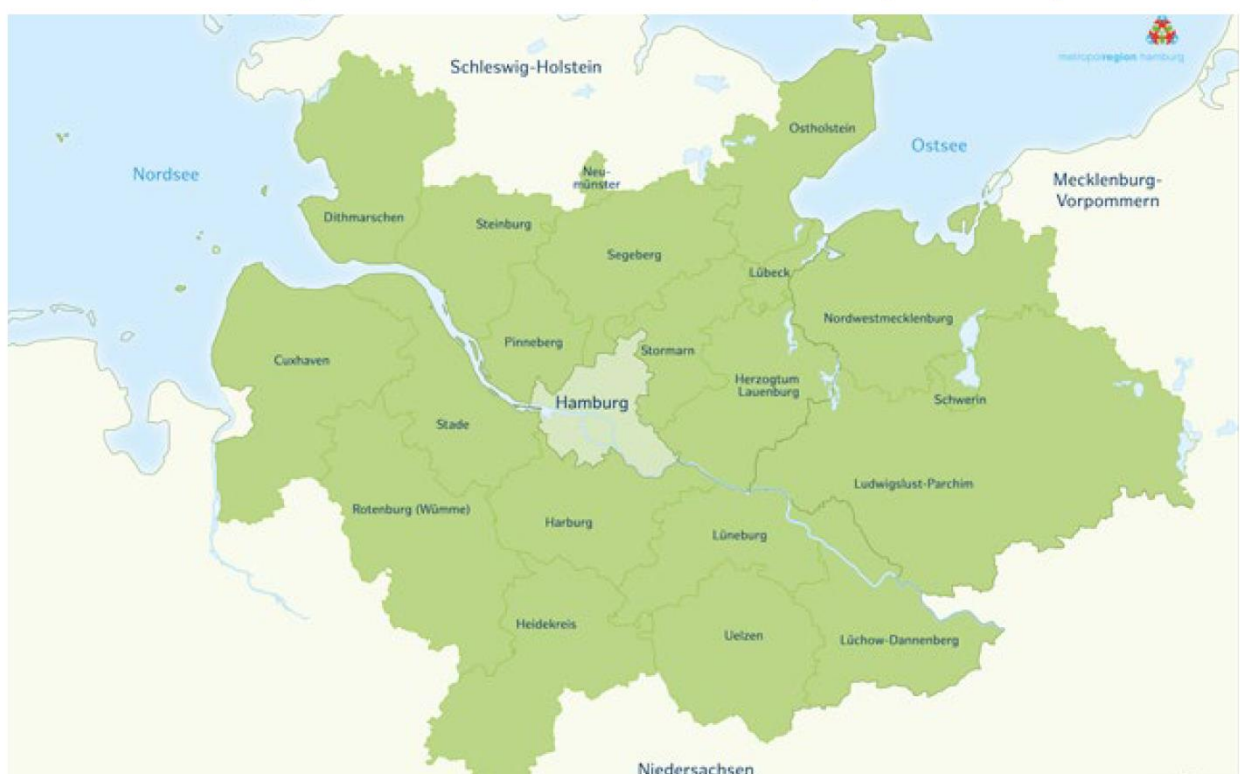 metropolregion hamburg
Schleswig-Holstein
Ostholstein
Nordsee
Ostsee
Neu-
münster
Mecklenburg-
Vorpommern
Dithmarschen
Steinburg
Segeberg
Lübeck
Nordwestmecklenburg
Pinneberg
Stormarn
Cuxhaven
Herzogtum
Lauenburg
Hamburg
Schwerin
Stade
Ludwigslust-Parchim
Rotenburg (Wümme)
Harburg
Lüneburg
Heidekreis
Uelzen
Lüchow-Dannenberg
Niedersachsen